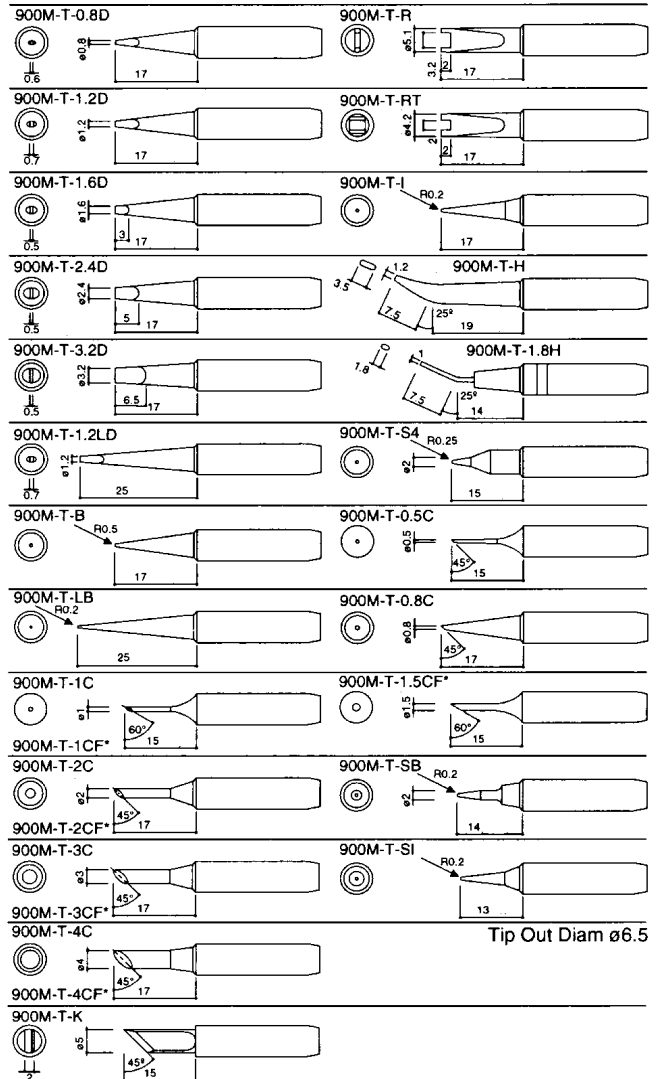 900M-T-0.8D
ø0.8
0.6
17
900M-T-R
ø5.1
3.2
2
17
900M-T-1.2D
ø1.2
0.7
17
900M-T-RT
ø4.2
2
2
17
900M-T-1.6D
ø1.6
0.5
3
17
900M-T-I
R0.2
17
900M-T-2.4D
ø2.4
0.5
5
17
900M-T-H
3.5
1.2
7.5
25º
19
900M-T-3.2D
ø3.2
0.5
6.5
17
900M-T-1.8H
1.8
1
7.5
25º
14
900M-T-1.2LD
ø1.2
0.7
25
900M-T-S4
R0.25
ø2
15
900M-T-B
R0.5
17
900M-T-0.5C
ø0.5
45º
15
900M-T-LB
R0.2
25
900M-T-0.8C
ø0.8
45°
17
900M-T-1C
ø1
60°
15
900M-T-1CF*
900M-T-1.5CF*
ø1.5
60°
15
900M-T-2C
ø2
45°
17
900M-T-2CF*
900M-T-SB
R0.2
ø2
14
900M-T-3C
ø3
45°
17
900M-T-3CF*
900M-T-SI
R0.2
13
900M-T-4C
ø4
45°
17
900M-T-4CF*
Tip Out Diam ø6.5
900M-T-K
ø5
45º
15
2